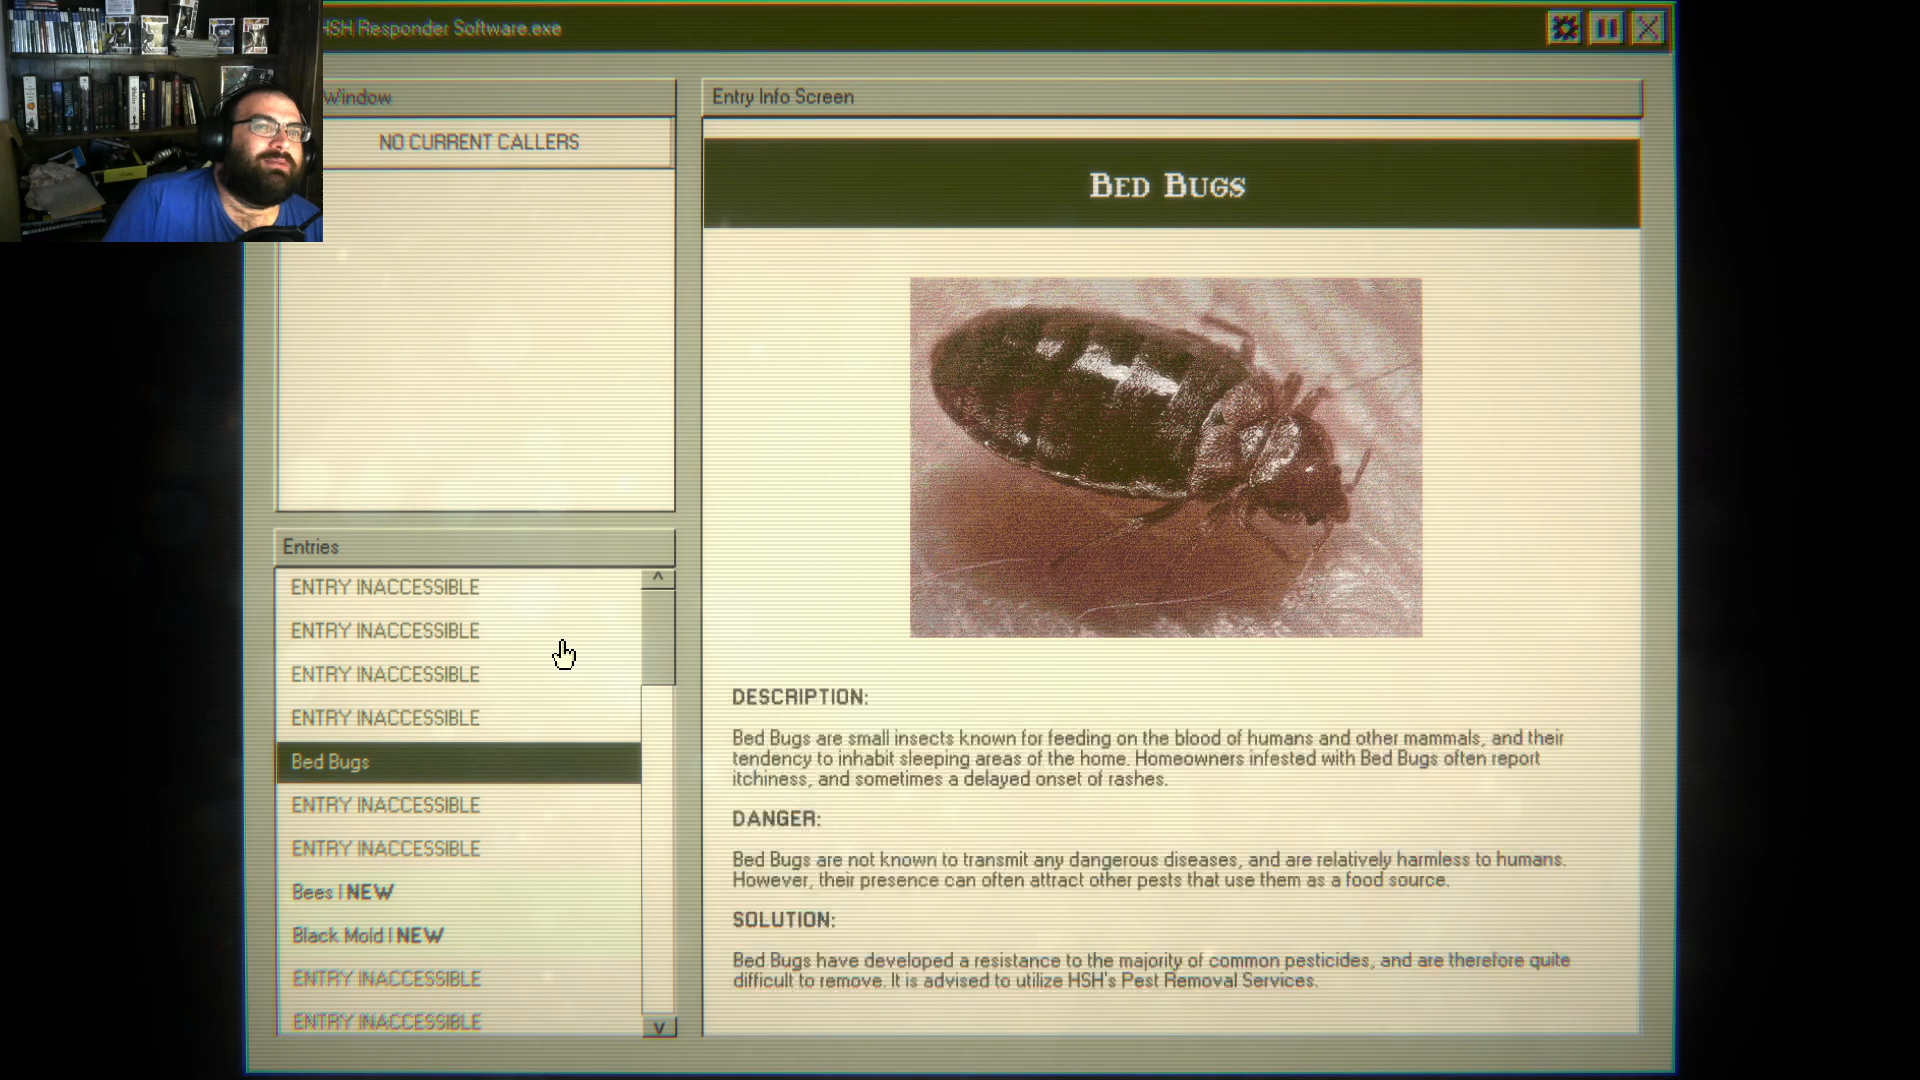 HSH Responder Software.exe
Window
NO CURRENT CALLERS
Entries
ENTRY INACCESSIBLE
ENTRY INACCESSIBLE
ENTRY INACCESSIBLE
ENTRY INACCESSIBLE
Bed Bugs
ENTRY INACCESSIBLE
ENTRY INACCESSIBLE
Bees | NEW
Black Mold | NEW
ENTRY INACCESSIBLE
ENTRY INACCESSIBLE
Entry Info Screen
BED BUGS
DESCRIPTION:
Bed Bugs are small insects known for feeding on the blood of humans and other mammals, and their
tendency to inhabit sleeping areas of the home. Homeowners infested with Bed Bugs often report
itchiness, and sometimes a delayed onset of rashes.
DANGER:
Bed Bugs are not known to transmit any dangerous diseases, and are relatively harmless to humans.
However, their presence can often attract other pests that use them as a food source.
SOLUTION:
Bed Bugs have developed a resistance to the majority of common pesticides, and are therefore quite
difficult to remove. It is advised to utilize HSH's Pest Removal Services.